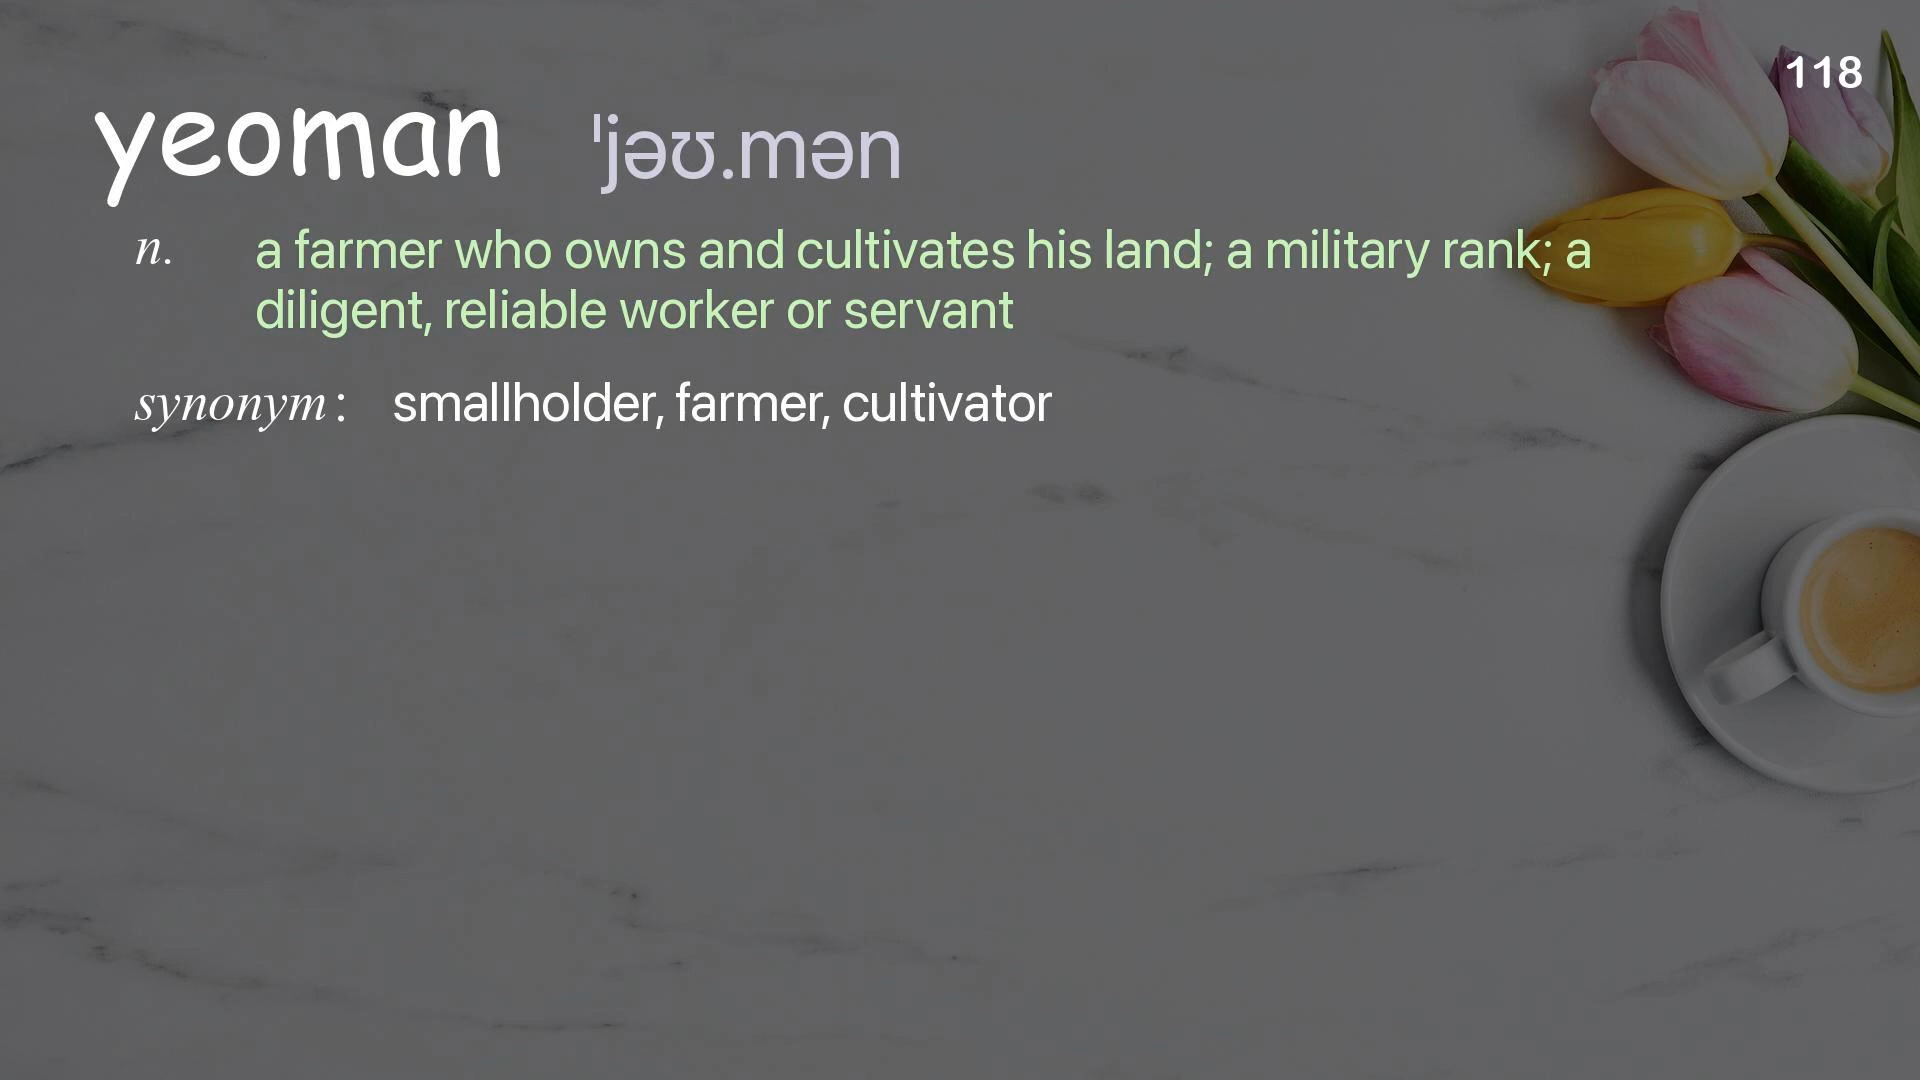 118
yeoman ˈjəʊ.mən
n. a farmer who owns and cultivates his land; a military rank; a
diligent, reliable worker or servant
synonym: smallholder, farmer, cultivator